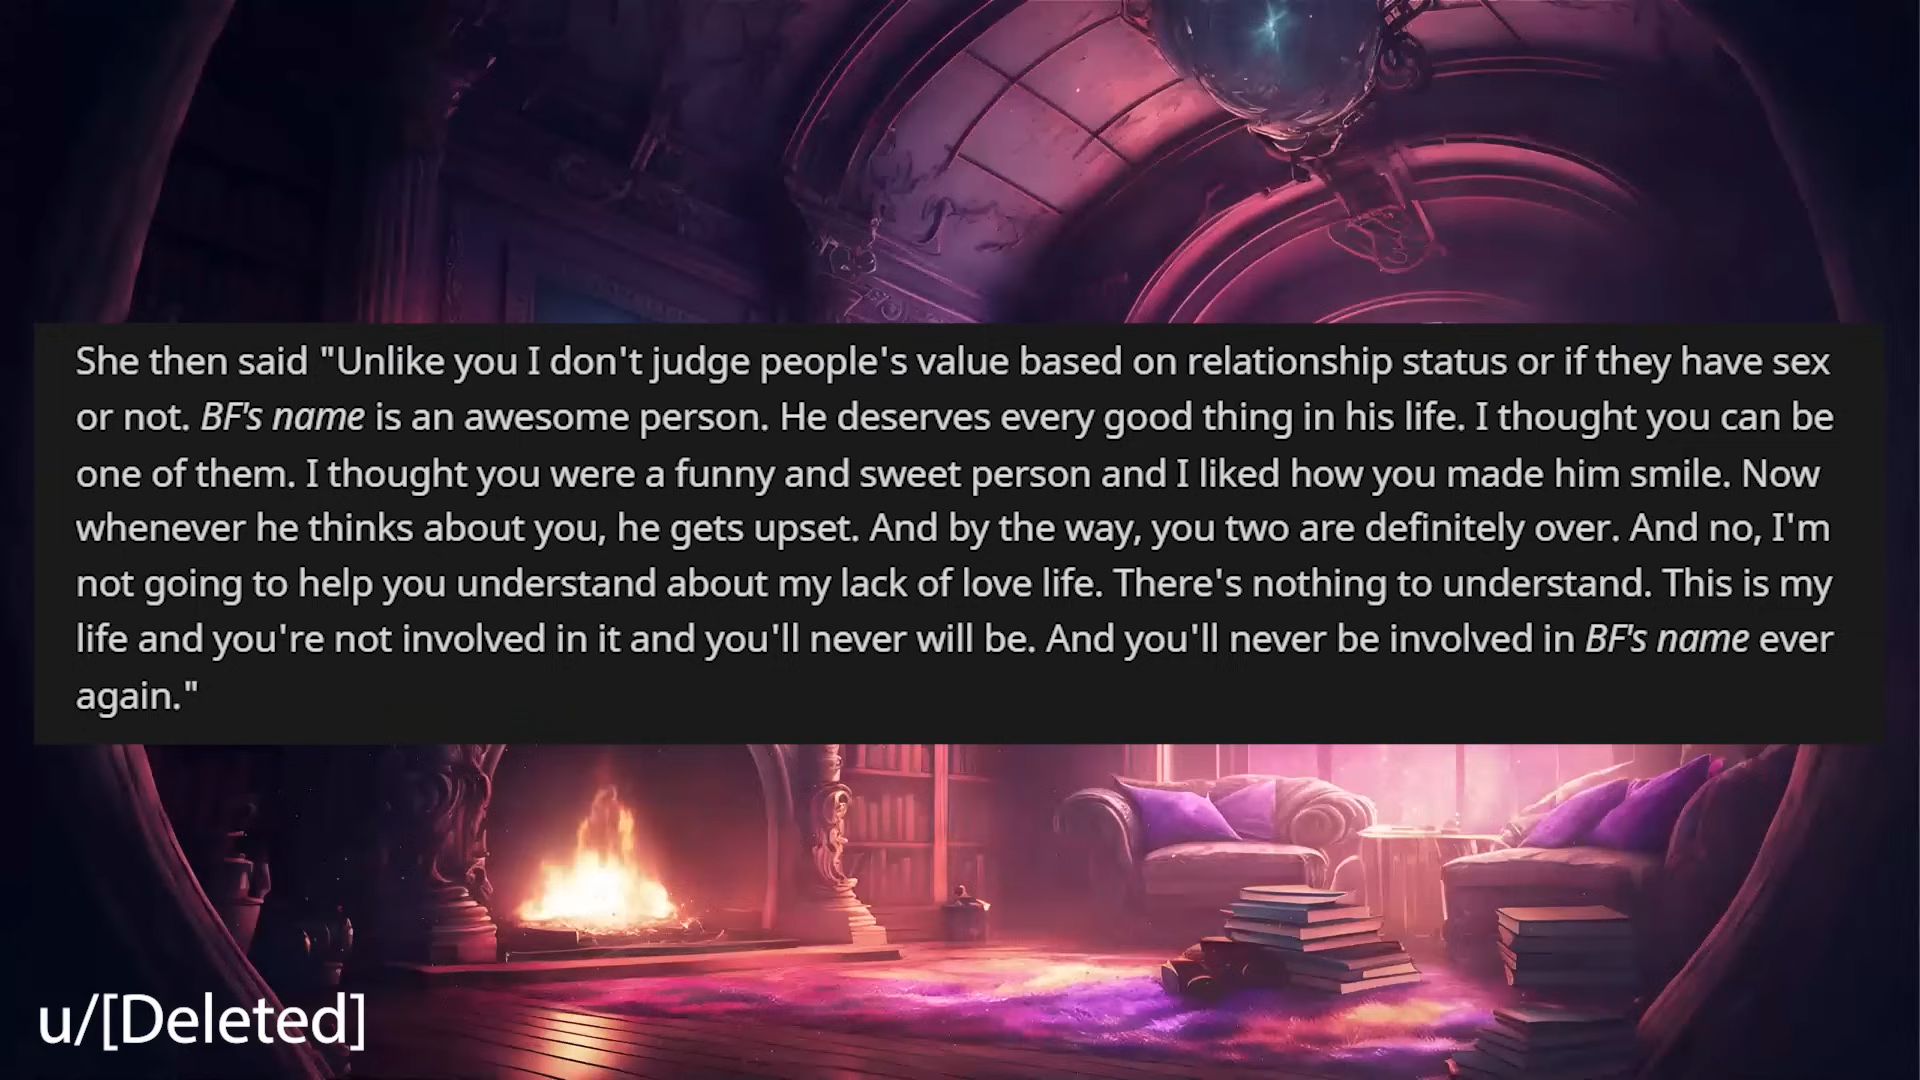 She then said "Unlike you I don't judge people's value based on relationship status or if they have sex
or not. BF's name is an awesome person. He deserves every good thing in his life. I thought you can be
one of them. I thought you were a funny and sweet person and I liked how you made him smile. Now
whenever he thinks about you, he gets upset. And by the way, you two are definitely over. And no, I'm
not going to help you understand about my lack of love life. There's nothing to understand. This is my
life and you're not involved in it and you'll never will be. And you'll never be involved in BF's name ever
again."
u/[Deleted]